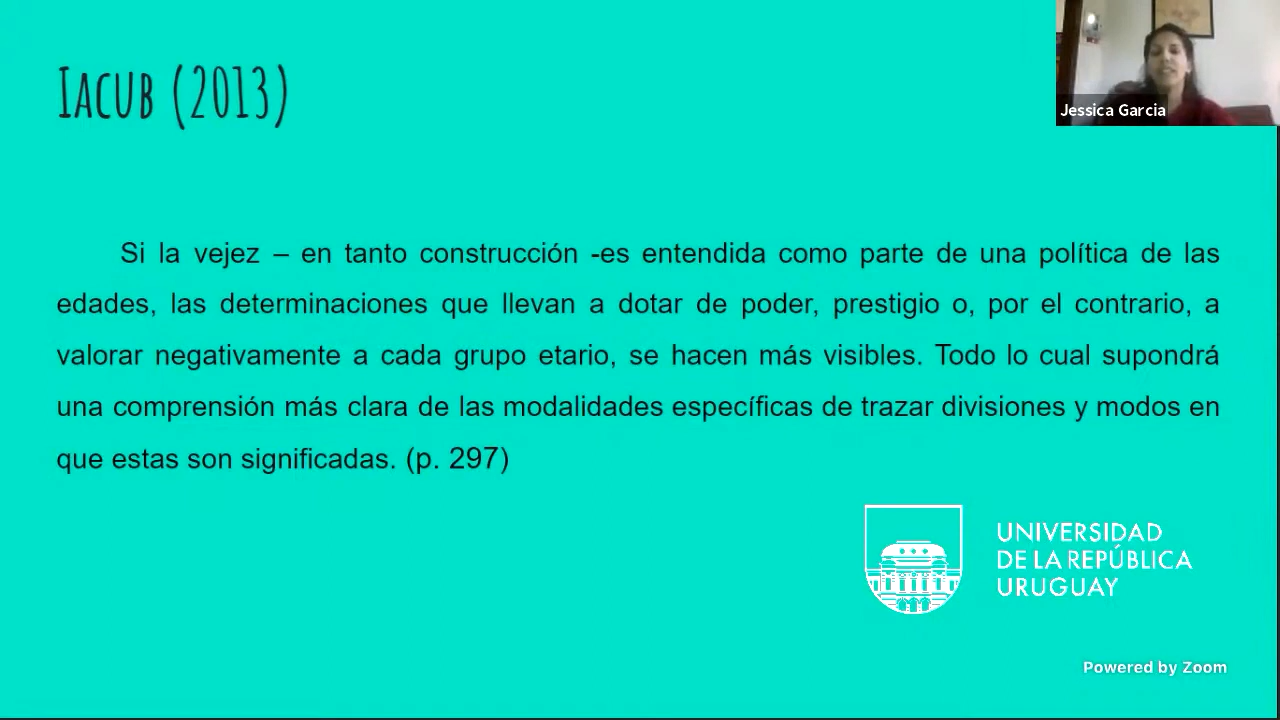 Iacub (2013)
Jessica Garcia
Si la vejez – en tanto construcción -es entendida como parte de una política de las
edades, las determinaciones que llevan a dotar de poder, prestigio o, por el contrario, a
valorar negativamente a cada grupo etario, se hacen más visibles. Todo lo cual supondrá
una comprensión más clara de las modalidades específicas de trazar divisiones y modos en
que estas son significadas. (p. 297)
UNIVERSIDAD
DE LA REPÚBLICA
URUGUAY
Powered by Zoom